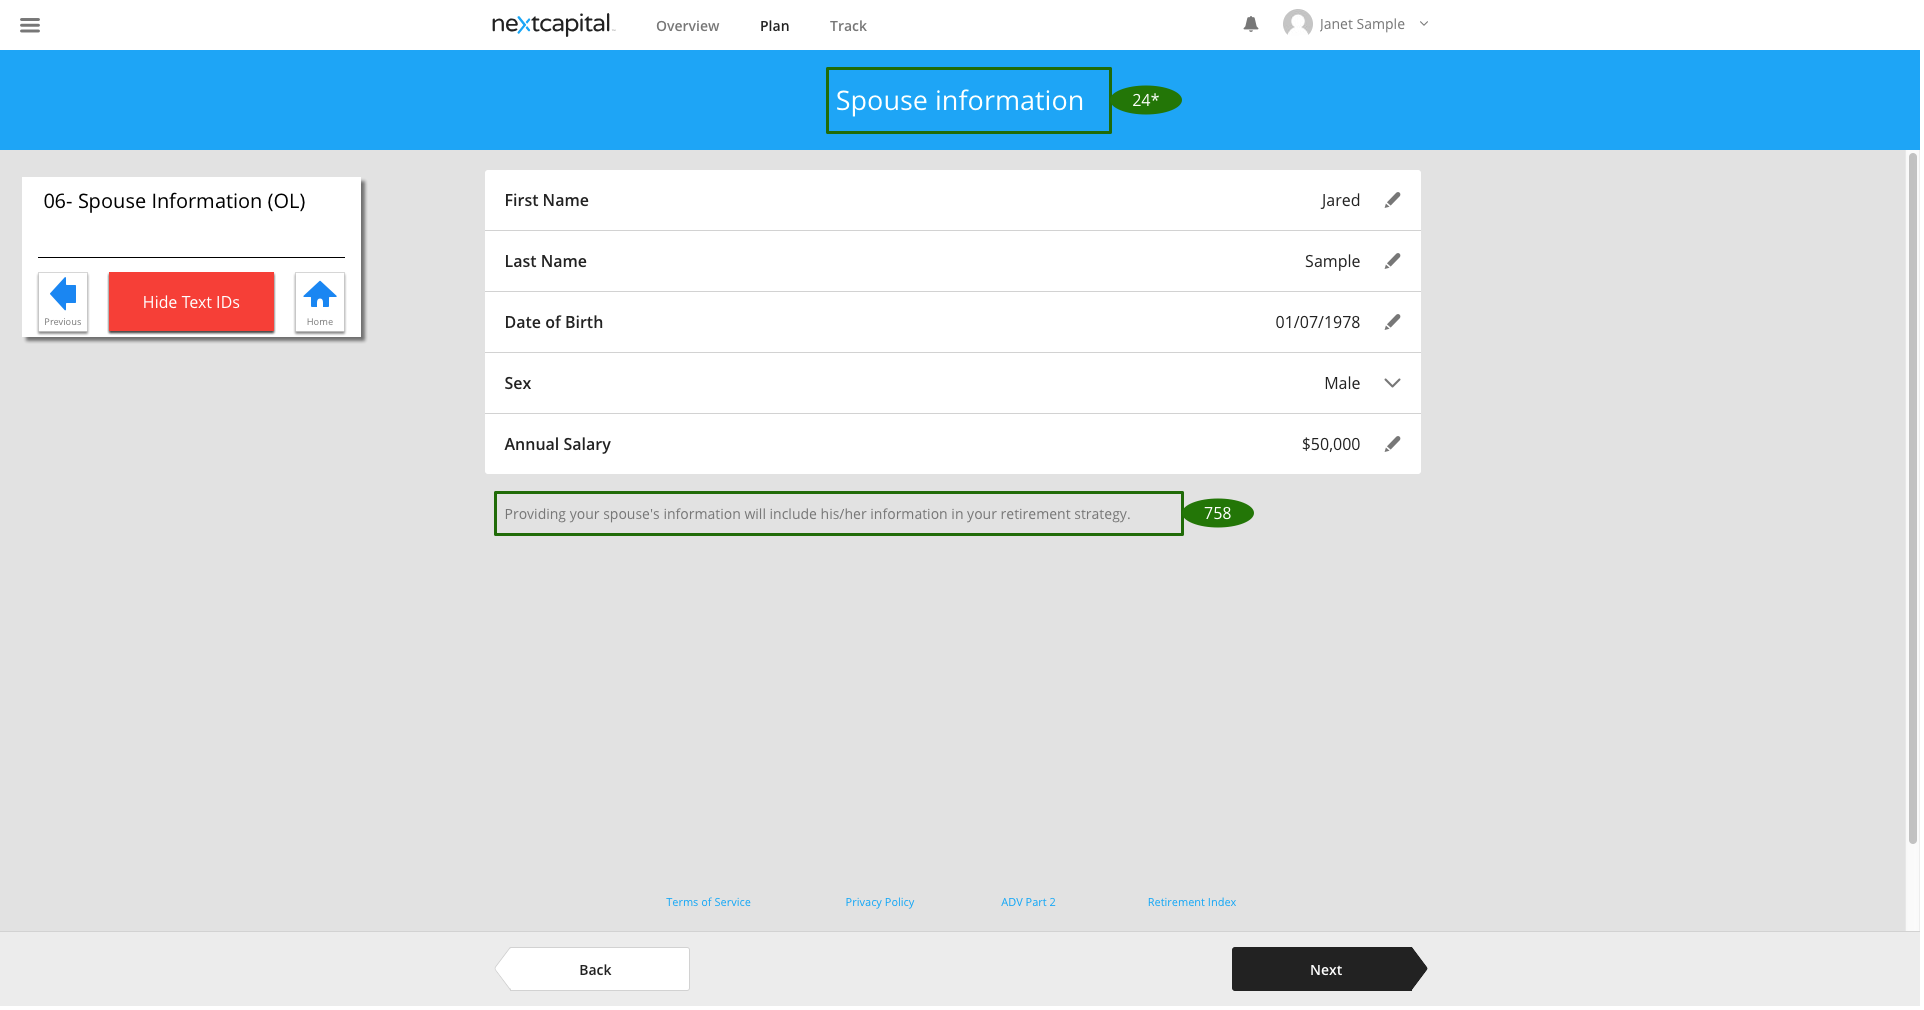 nextcapital
Overview
Plan
Track
Janet Sample
Spouse information
24*
06- Spouse Information (OL)
Previous
Hide Text IDs
Home
First Name
Jared
Last Name
Sample
Date of Birth
01/07/1978
Sex
Male
Annual Salary
$50,000
Providing your spouse's information will include his/her information in your retirement strategy.
758
Terms of Service
Privacy Policy
ADV Part 2
Retirement Index
Back
Next